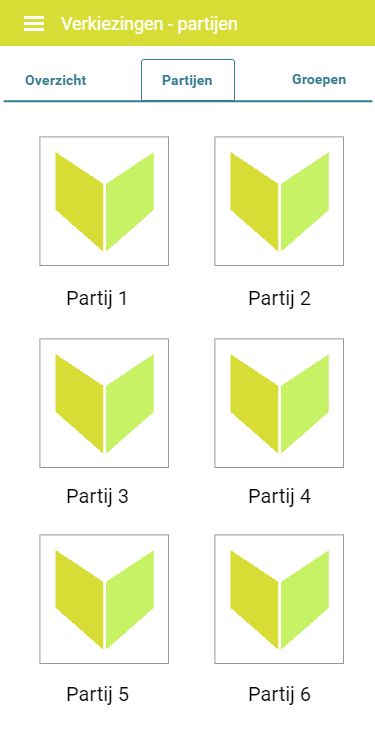 Verkiezingen - partijen
Overzicht Partijen Groepen
Partij 1 Partij 2
Partij 3 Partij 4
Partij 5 Partij 6